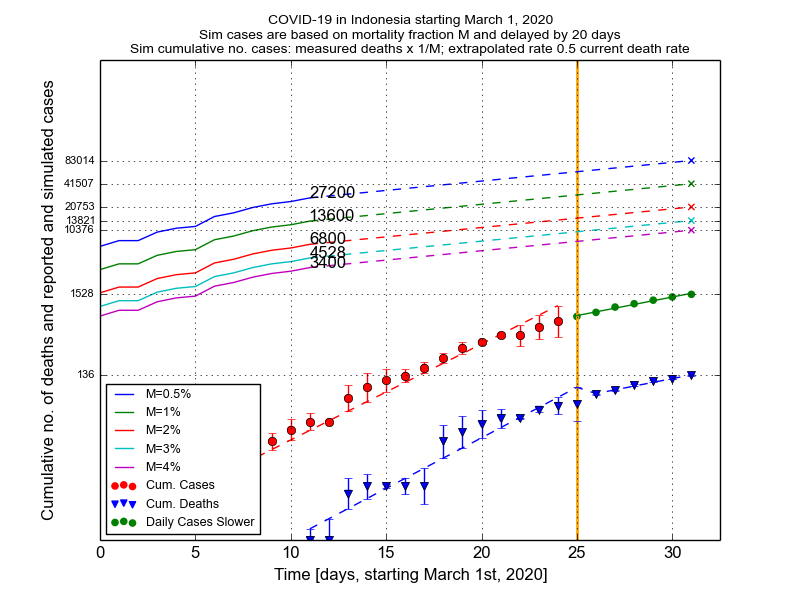 COVID-19 in Indonesia starting March 1, 2020
Sim cases are based on mortality fraction M and delayed by 20 days
Sim cumulative no. cases: measured deaths x 1/M; extrapolated rate 0.5 current death rate
Cumulative no. of deaths and reported and simulated cases
83014
41507
20753
13821
10376
1528
136
27200
13600
6800
4528
3400
M=0.5%
M=1%
M=2%
M=3%
M=4%
Cum. Cases
Cum. Deaths
Daily Cases Slower
0 5 10 15 20 25 30
Time [days, starting March 1st, 2020]